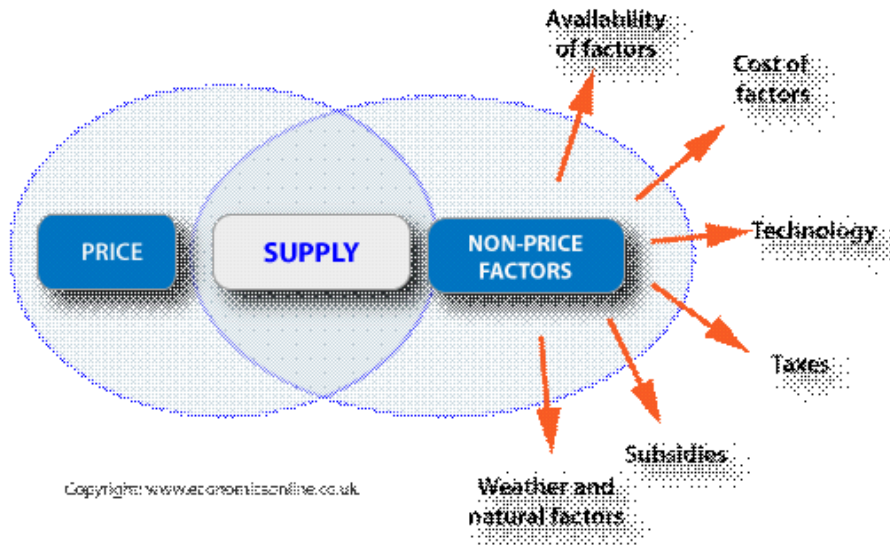 Availability
of factors
Cost of
factors
PRICE
SUPPLY
NON-PRICE
FACTORS
Technology
Taxes
Subsidies
Weather and
natural factors
Copyright: www.economicsonline.co.uk